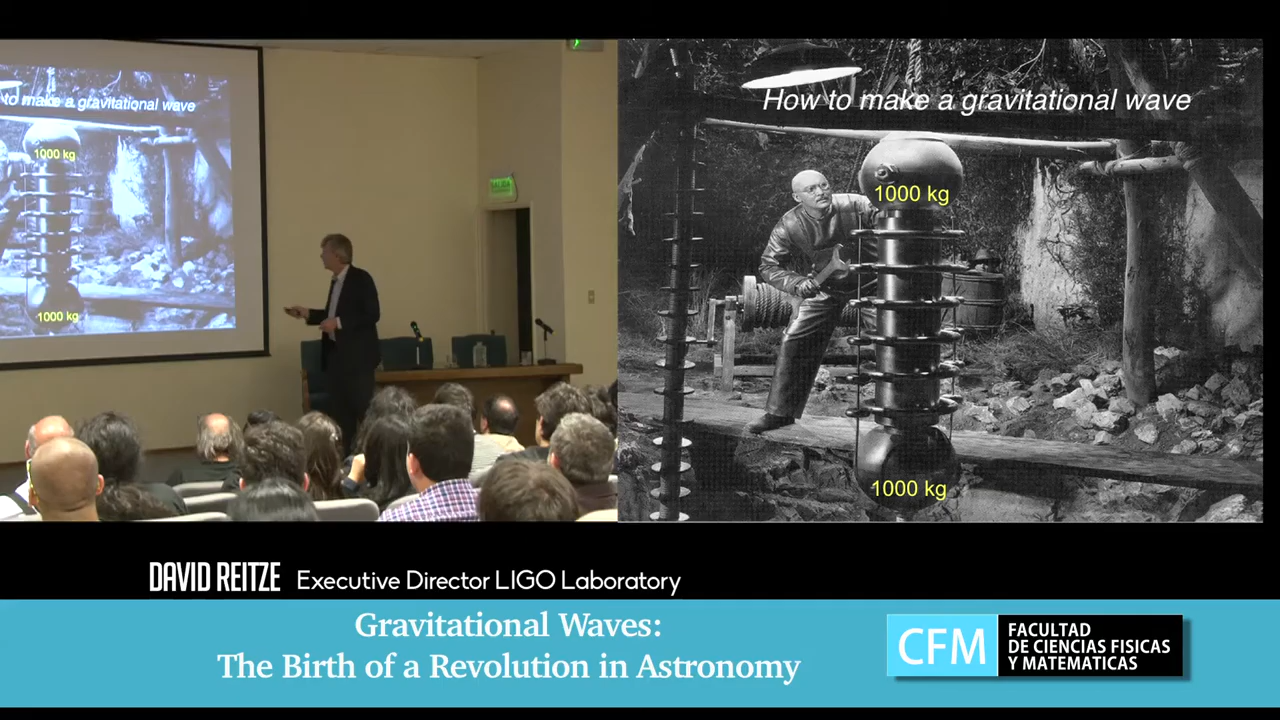 to make a gravitational wave
1000 kg
1000 kg
SALIDA
How to make a gravitational wave
1000 kg
1000 kg
DAVID REITZE Executive Director LIGO Laboratory
Gravitational Waves:
The Birth of a Revolution in Astronomy
CFM
FACULTAD
DE CIENCIAS FISICAS
Y MATEMATICAS